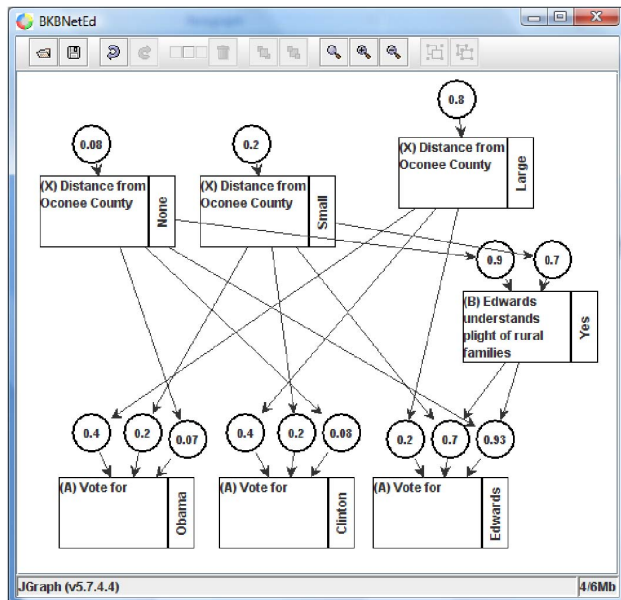 BKBNetEd
0.8
0.08
0.2
(X) Distance from
Oconee County
Large
(X) Distance from
Oconee County
None
(X) Distance from
Oconee County
Small
0.9
0.7
(B) Edwards
understands
plight of rural
families
Yes
0.4
0.2
0.07
0.4
0.2
0.08
0.2
0.7
0.93
(A) Vote for
Obama
(A) Vote for
Clinton
(A) Vote for
Edwards
JGraph (v5.7.4.4)
4/6Mb